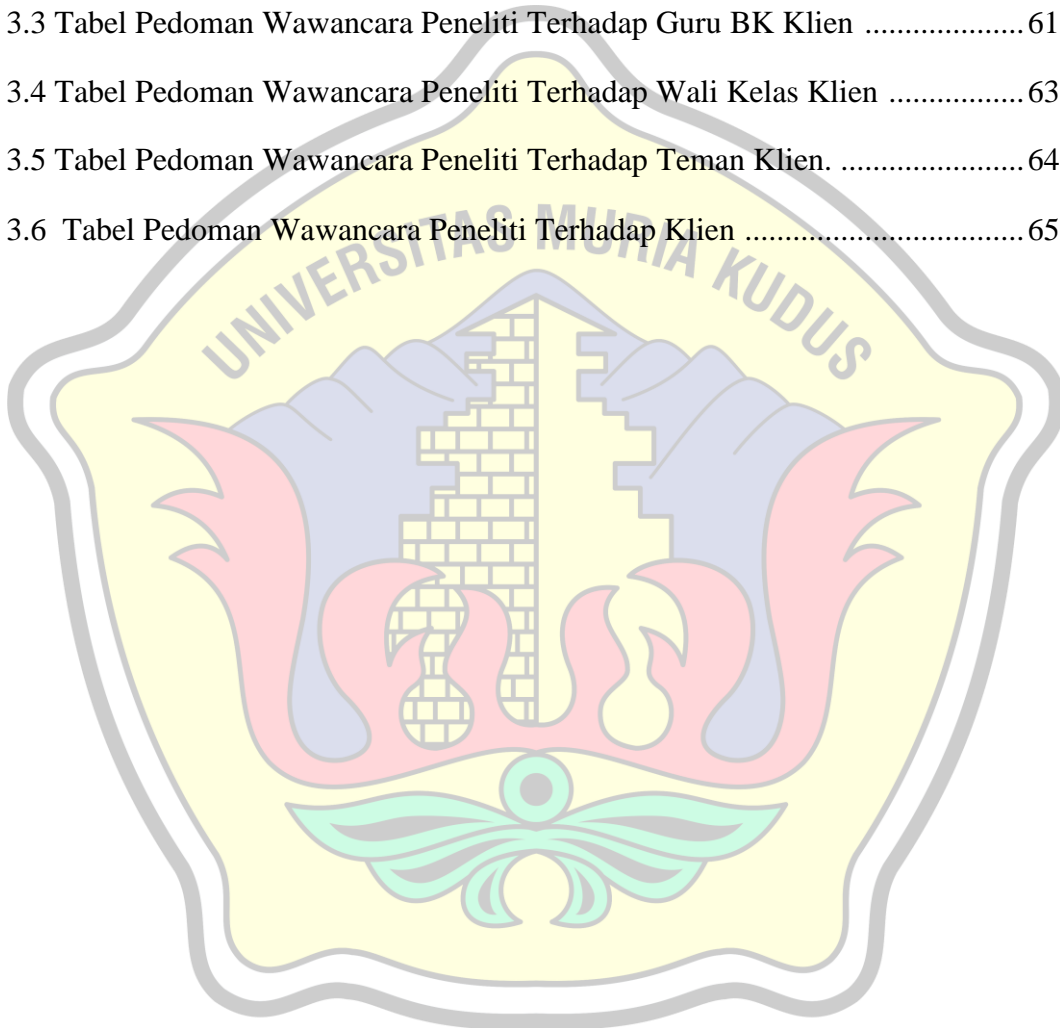 3.3 Tabel Pedoman Wawancara Peneliti Terhadap Guru BK Klien .................... 61
3.4 Tabel Pedoman Wawancara Peneliti Terhadap Wali Kelas Klien ................. 63
3.5 Tabel Pedoman Wawancara Peneliti Terhadap Teman Klien. ....................... 64
3.6 Tabel Pedoman Wawancara Peneliti Terhadap Klien ................................... 65
UNIVERSITAS MURIA KUDUS